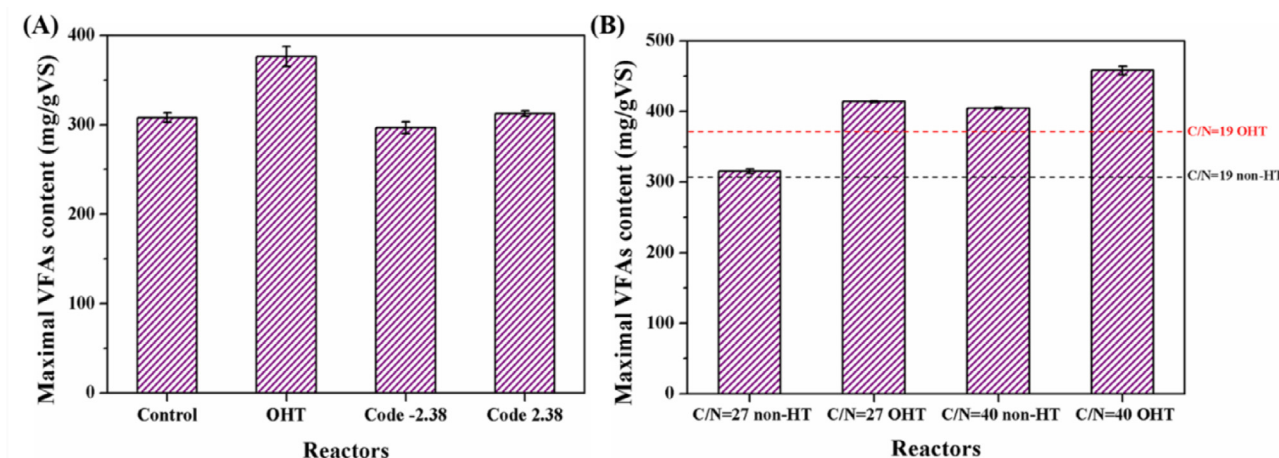 (A)
Maximal VFAs content (mg/gVS)
400
300
200
100
0
Control OHT Code -2.38 Code 2.38
Reactors
(B)
Maximal VFAs content (mg/gVS)
500
400
300
200
100
0
C/N=19 OHT
C/N=19 non-HT
C/N=27 non-HT C/N=27 OHT C/N=40 non-HT C/N=40 OHT
Reactors